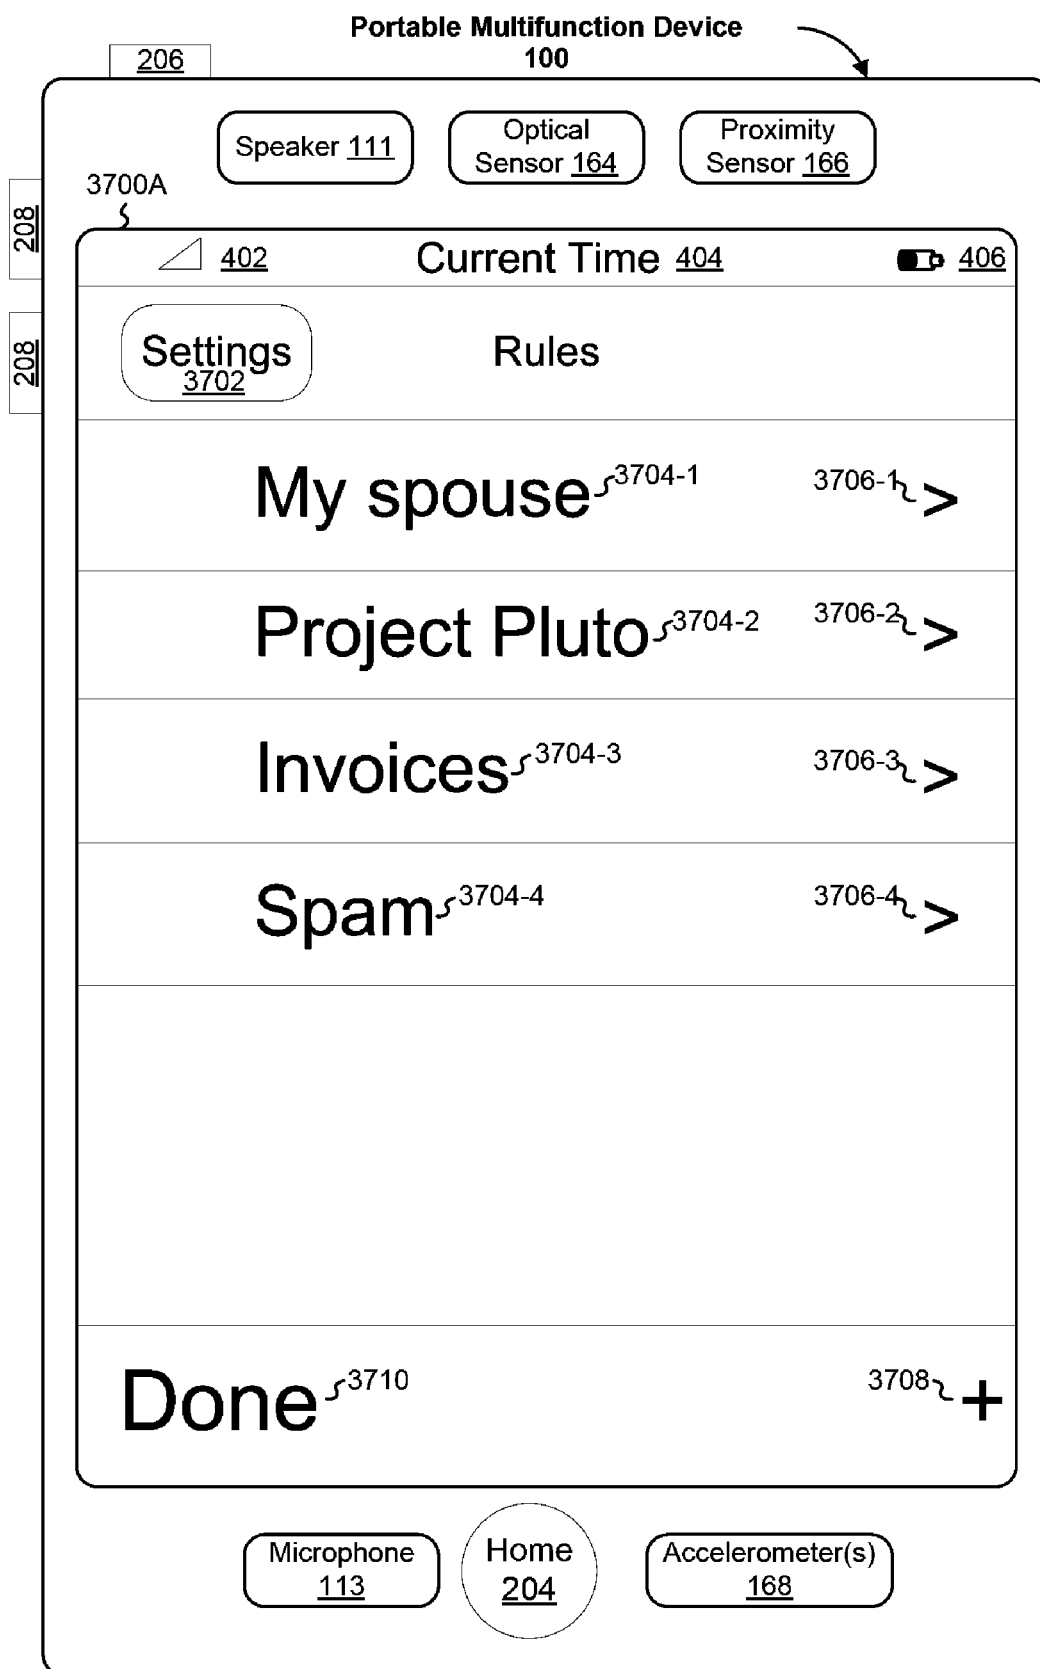 Portable Multifunction Device
100
206
Speaker 111
Optical
Sensor 164
Proximity
Sensor 166
3700A
208
208
402
Current Time 404
406
Settings
3702
Rules
My spouse 3704-1
3706-1 >
Project Pluto 3704-2
3706-2 >
Invoices 3704-3
3706-3 >
Spam 3704-4
3706-4 >
Done 3710
3708 +
Microphone
113
Home
204
Accelerometer(s)
168